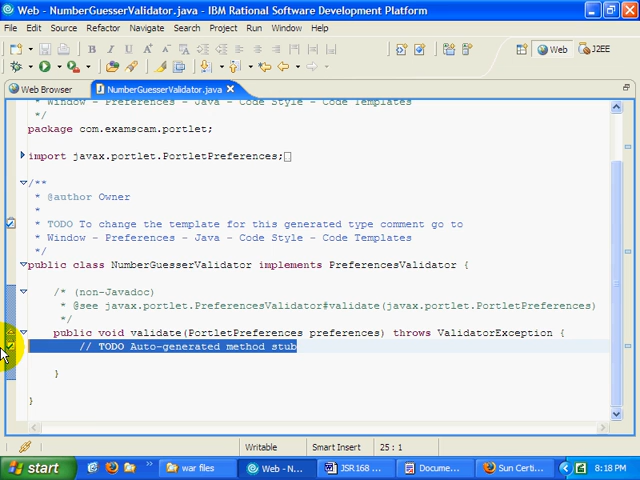 Web - NumberGuesserValidator.java - IBM Rational Software Development Platform
File Edit Source Refactor Navigate Search Project Run Window Help
Web J2EE
Web Browser NumberGuesserValidator.java
* Window - Preferences - Java - Code Style - Code Templates
*/
package com.examscam.portlet;
import javax.portlet.PortletPreferences;
/**
* @author Owner
*
* TODO To change the template for this generated type comment go to
* Window - Preferences - Java - Code Style - Code Templates
*/
public class NumberGuesserValidator implements PreferencesValidator {
/* (non-Javadoc)
* @see javax.portlet.PreferencesValidator#validate(javax.portlet.PortletPreferences)
*/
public void validate(PortletPreferences preferences) throws ValidatorException {
// TODO Auto-generated method stub
}
}
Writable Smart Insert 25 : 1
start war files Web - N... JSR168 ... Docume... Sun Certi... 8:18 PM